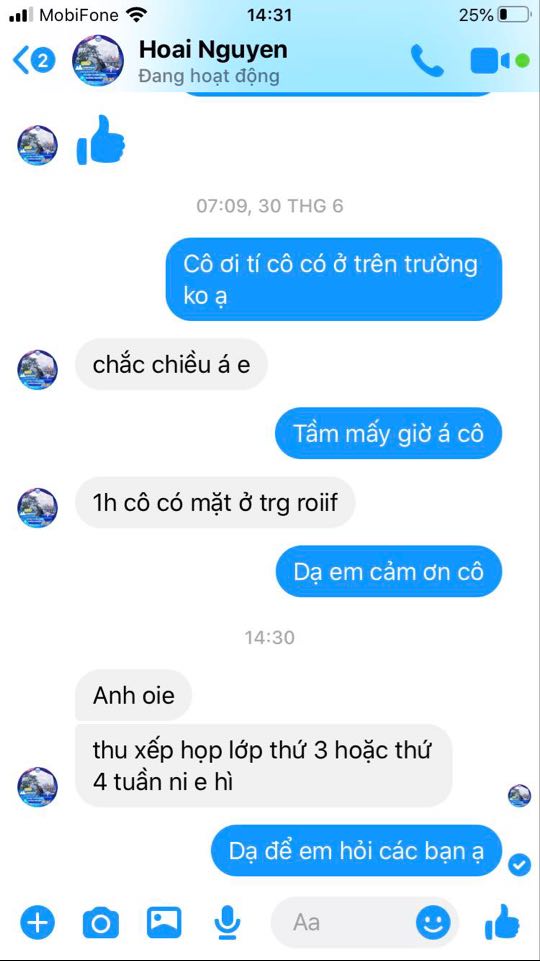 MobiFone
14:31
25%
2
Hoai Nguyen
Đang hoạt động
07:09, 30 THG 6
Cô ơi tí cô có ở trên trường
ko ạ
chắc chiều á e
Tầm mấy giờ á cô
1h cô có mặt ở trg roiif
Dạ em cảm ơn cô
14:30
Anh oie
thu xếp họp lớp thứ 3 hoặc thứ
4 tuần ni e hì
Dạ để em hỏi các bạn ạ
Aa